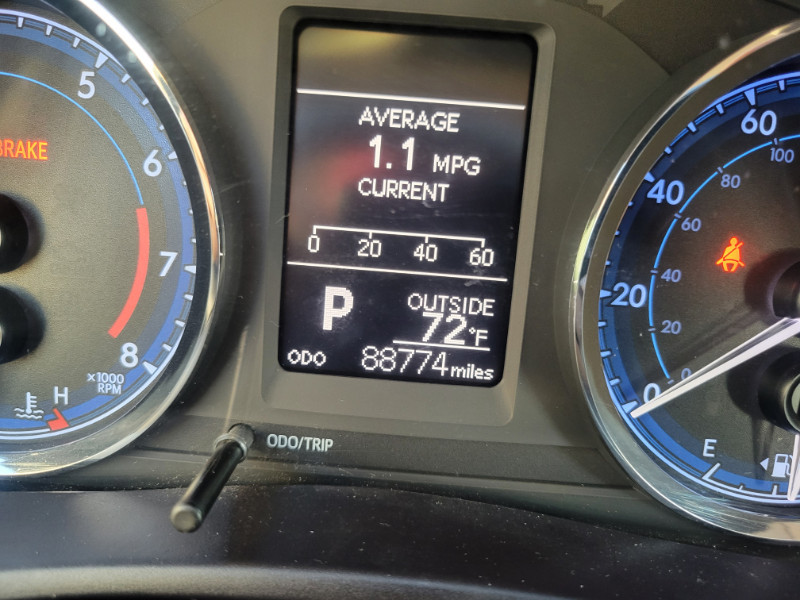 5
6
7
8
x1000
RPM
BRAKE
H
AVERAGE
1.1 MPG
CURRENT
0 20 40 60
P
OUTSIDE
72°F
ODO 88774 miles
ODO/TRIP
60
40
20
0
100
80
60
40
20
0
E